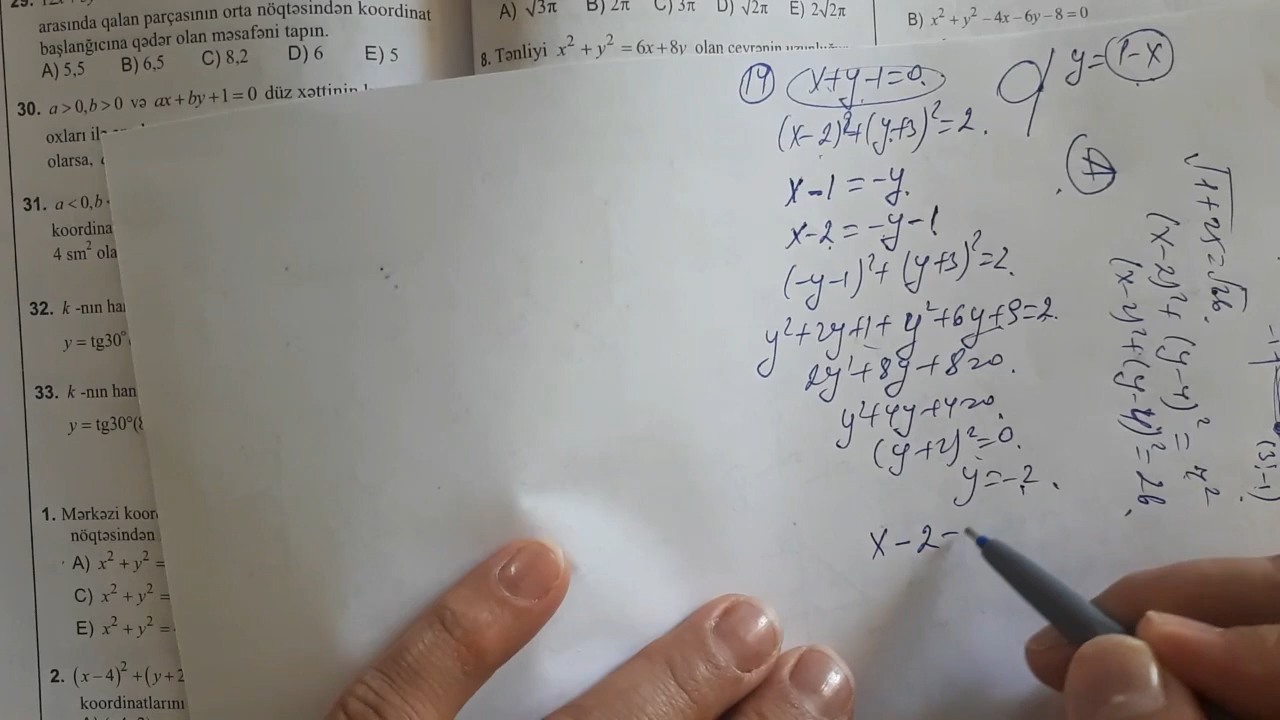 arasında qalan parçasının orta nöqtəsindən koordinat
başlanğıcına qədər olan məsafəni tapın.
A) 5,5 B) 6,5 C) 8,2 D) 6 E) 5
30. a>0,b>0 və ax+by+1=0 düz xəttinin
oxları
olarsa,
31. a<0,b
koordina
4 sm² ola
32. k -nın
y=tg30°
33. k -nın han
y=tg30°(
1. Mərkəzi koor
nöqtəsindən
A) x²+y²=
C) x²+y²=
E) x²+y²=
2. (x-4)²+(y+2
koordinatlarını
A) √3π B) 2π C) 3π D) √2π E) 2√2π
8. Tənliyi x²+y²=6x+8y olan çevrənin
B) x²+y²-4x-6y-8=0
19 x+y-1=0.
y=1-x
(x-2)²+(y+3)²=2.
x-1=-y.
x-2=-y-1
(-y-1)²+(y+3)²=2.
y²+2y+1+y²+6y+9=2.
2y²+8y+8=0.
y²+4y+4=0.
(y+2)²=0.
y=-2.
x-2=
A
√1+25=√26.
(x-2)²+(y-4)²=r²
(x-2)²+(y-4)²=26.
-1
(3;-1)